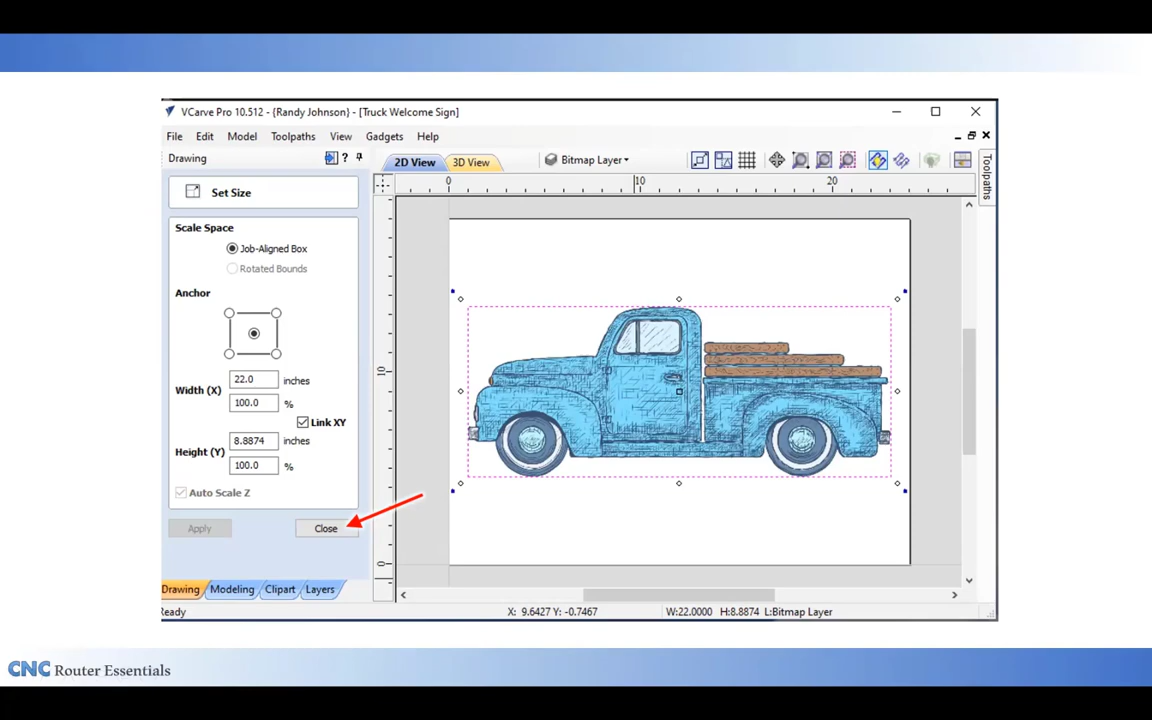 VCarve Pro 10.512 - {Randy Johnson} - [Truck Welcome Sign]
File Edit Model Toolpaths View Gadgets Help
Drawing ?
2D View 3D View Bitmap Layer
Toolpaths
0 10 20
Set Size
Scale Space
Job-Aligned Box
Rotated Bounds
Anchor
Width (X) 22.0 inches
100.0 %
Link XY
Height (Y) 8.8874 inches
100.0 %
Auto Scale Z
Apply Close
10
0
Drawing Modeling Clipart Layers
Ready X: 9.6427 Y: -0.7467 W:22.0000 H:8.8874 L:Bitmap Layer
CNC Router Essentials